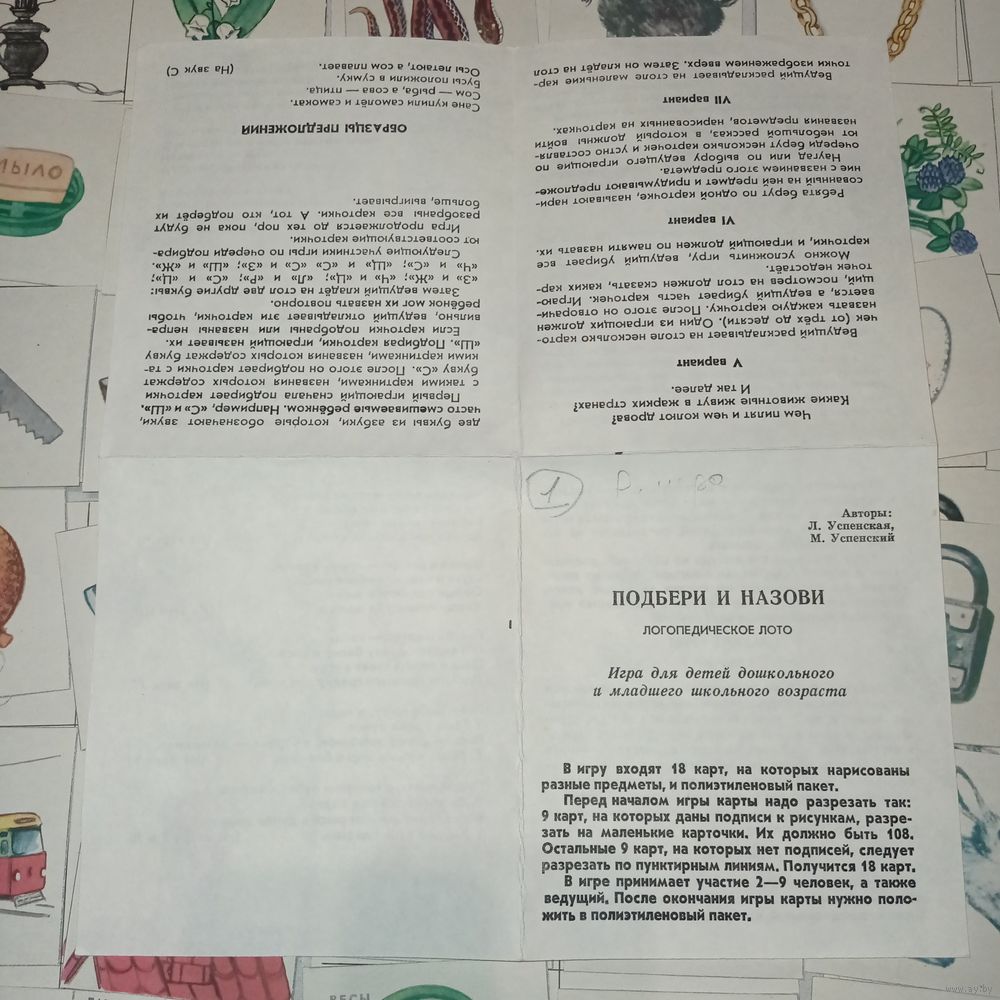 1
Авторы:
Л. Успенская,
М. Успенский
ПОДБЕРИ И НАЗОВИ
ЛОГОПЕДИЧЕСКОЕ ЛОТО
Игра для детей дошкольного
и младшего школьного возраста
В игру входят 18 карт, на которых нарисованы
разные предметы, и полиэтиленовый пакет.
Перед началом игры карты надо разрезать так:
9 карт, на которых даны подписи к рисункам, разре-
зать на маленькие карточки. Их должно быть 108.
Остальные 9 карт, на которых нет подписей, следует
разрезать по пунктирным линиям. Получится 18 карт.
В игре принимает участие 2—9 человек, а также
ведущий. После окончания игры карты нужно поло-
жить в полиэтиленовый пакет.
Чем пилят и чем колют дрова?
Какие животные живут в жарких странах?
И так далее.
V вариант
Ведущий раскладывает на столе несколько карто-
чек (от трёх до десяти). Один из играющих должен
назвать каждую карточку. После этого он отворачи-
вается, а ведущий убирает часть карточек. Играю-
щий, посмотрев на стол должен сказать, каких кар-
точек недостаёт.
Можно усложнить игру, ведущий убирает все
карточки, и играющий должен по памяти назвать их.
VI вариант
Ребята берут по одной карточке, называют нари-
сованный на ней предмет и придумывают предложе-
ние с названием этого предмета.
Наугад или по выбору ведущего играющие по
очереди берут несколько карточек и устно составля-
ют небольшой рассказ, в который должны войти
названия предметов, нарисованных на карточках.
VII вариант
Ведущий раскладывает на столе маленькие кар-
точки изображением вверх. Затем он кладёт на стол
две буквы из азбуки, которые обозначают звуки,
часто смешиваемые ребёнком. Например, «С» и «Ш».
Первый играющий сначала подбирает карточки
с такими картинками, названия которых содержат
букву «С». После этого он подбирает карточки с та-
кими картинками, названия которых содержат букву
«Ш». Подбирая карточки, играющий называет их.
Если карточки подобраны или названы непра-
вильно, ведущий откладывает эти карточки, чтобы
ребёнок мог их назвать повторно.
Затем ведущий кладёт на стол две другие буквы:
«З» и «Ж»; «Ч» и «Ц»; «Л» и «Р»; «С» и «Ц»;
«Ч» и «С»; «Щ» и «С» «С» и «З»; «Ш» и «Ж».
Следующие участники игры по очереди подбира-
ют соответствующие карточки.
Игра продолжается до тех пор, пока не будут
разобраны все карточки. А тот, кто подберёт их
больше, выигрывает.
ОБРАЗЦЫ ПРЕДЛОЖЕНИЙ
Сане купили самолёт и самокат.
Сом — рыба, а сова — птица.
Бусы положили в сумку.
Осы летают, а сом плавает. (На звук С)
МЫЛО
ВЕСЫ
www.ay.by